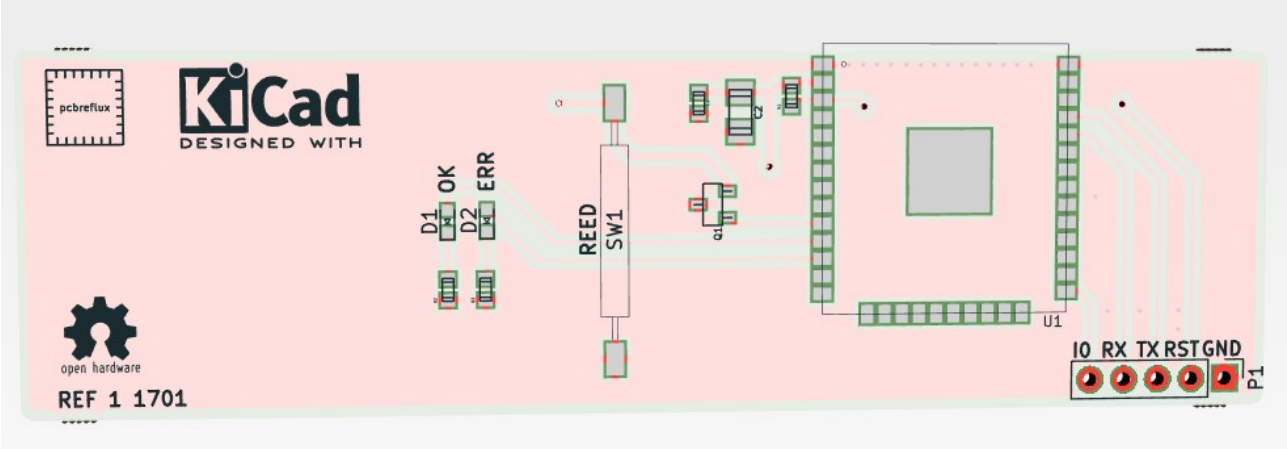 pcbreflux
KiCad
DESIGNED WITH
OK
ERR
D1
D2
REED
SW1
C2
Q1
U1
IO RX TX RST GND
P1
open hardware
REF 1 1701